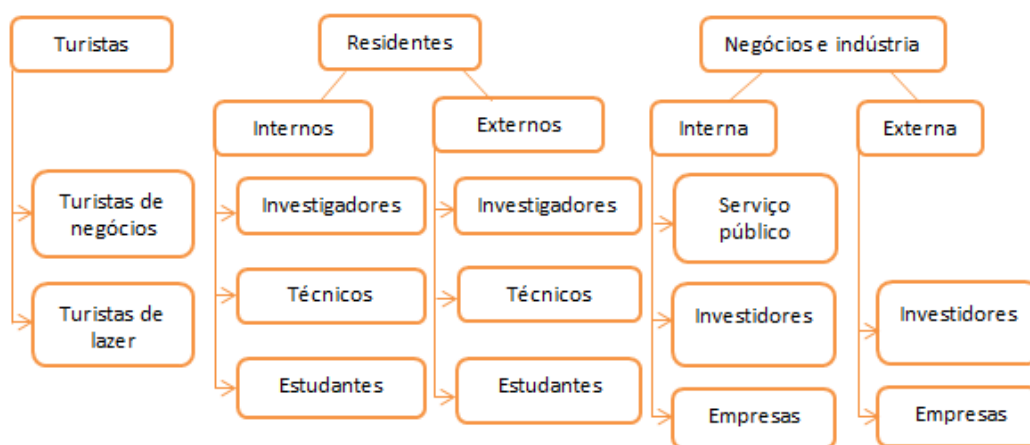 Turistas
Residentes
Negócios e indústria
Internos
Externos
Interna
Externa
Turistas de
negócios
Investigadores
Investigadores
Serviço
público
Turistas de
lazer
Técnicos
Técnicos
Investidores
Investidores
Estudantes
Estudantes
Empresas
Empresas